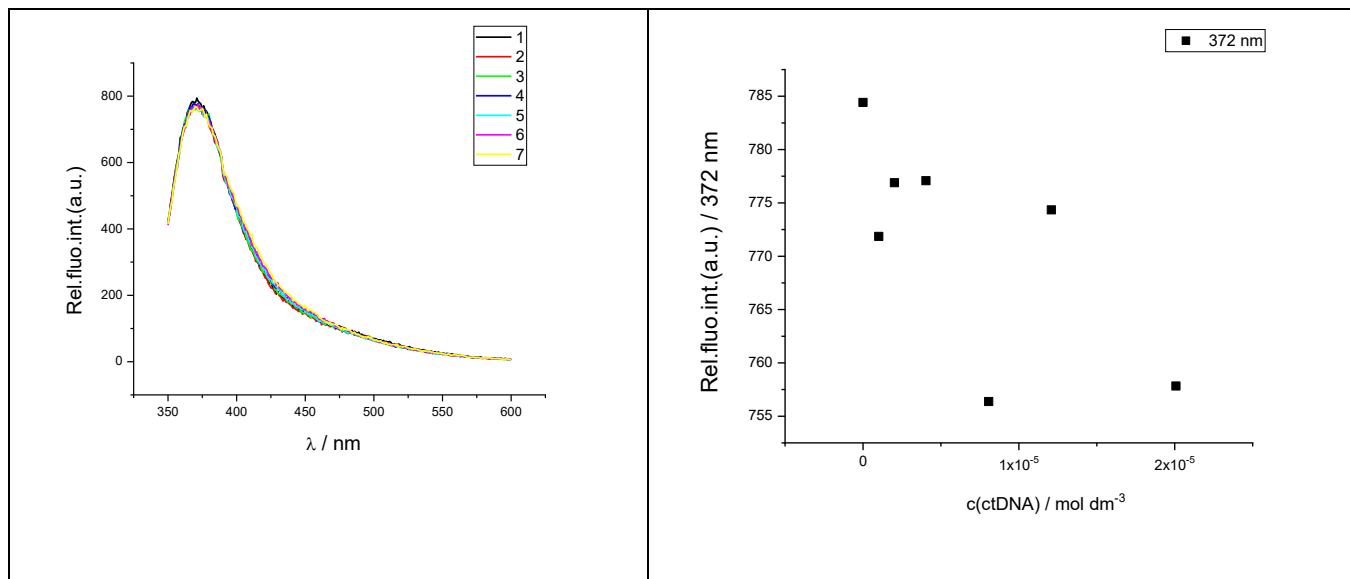 1
2
3
4
5
6
7
800
600
400
200
0
Rel.fluo.int.(a.u.)
350 400 450 500 550 600
λ / nm
372 nm
785
780
775
770
765
760
755
Rel.fluo.int.(a.u.) / 372 nm
0 1x10⁻⁵ 2x10⁻⁵
c(ctDNA) / mol dm⁻³